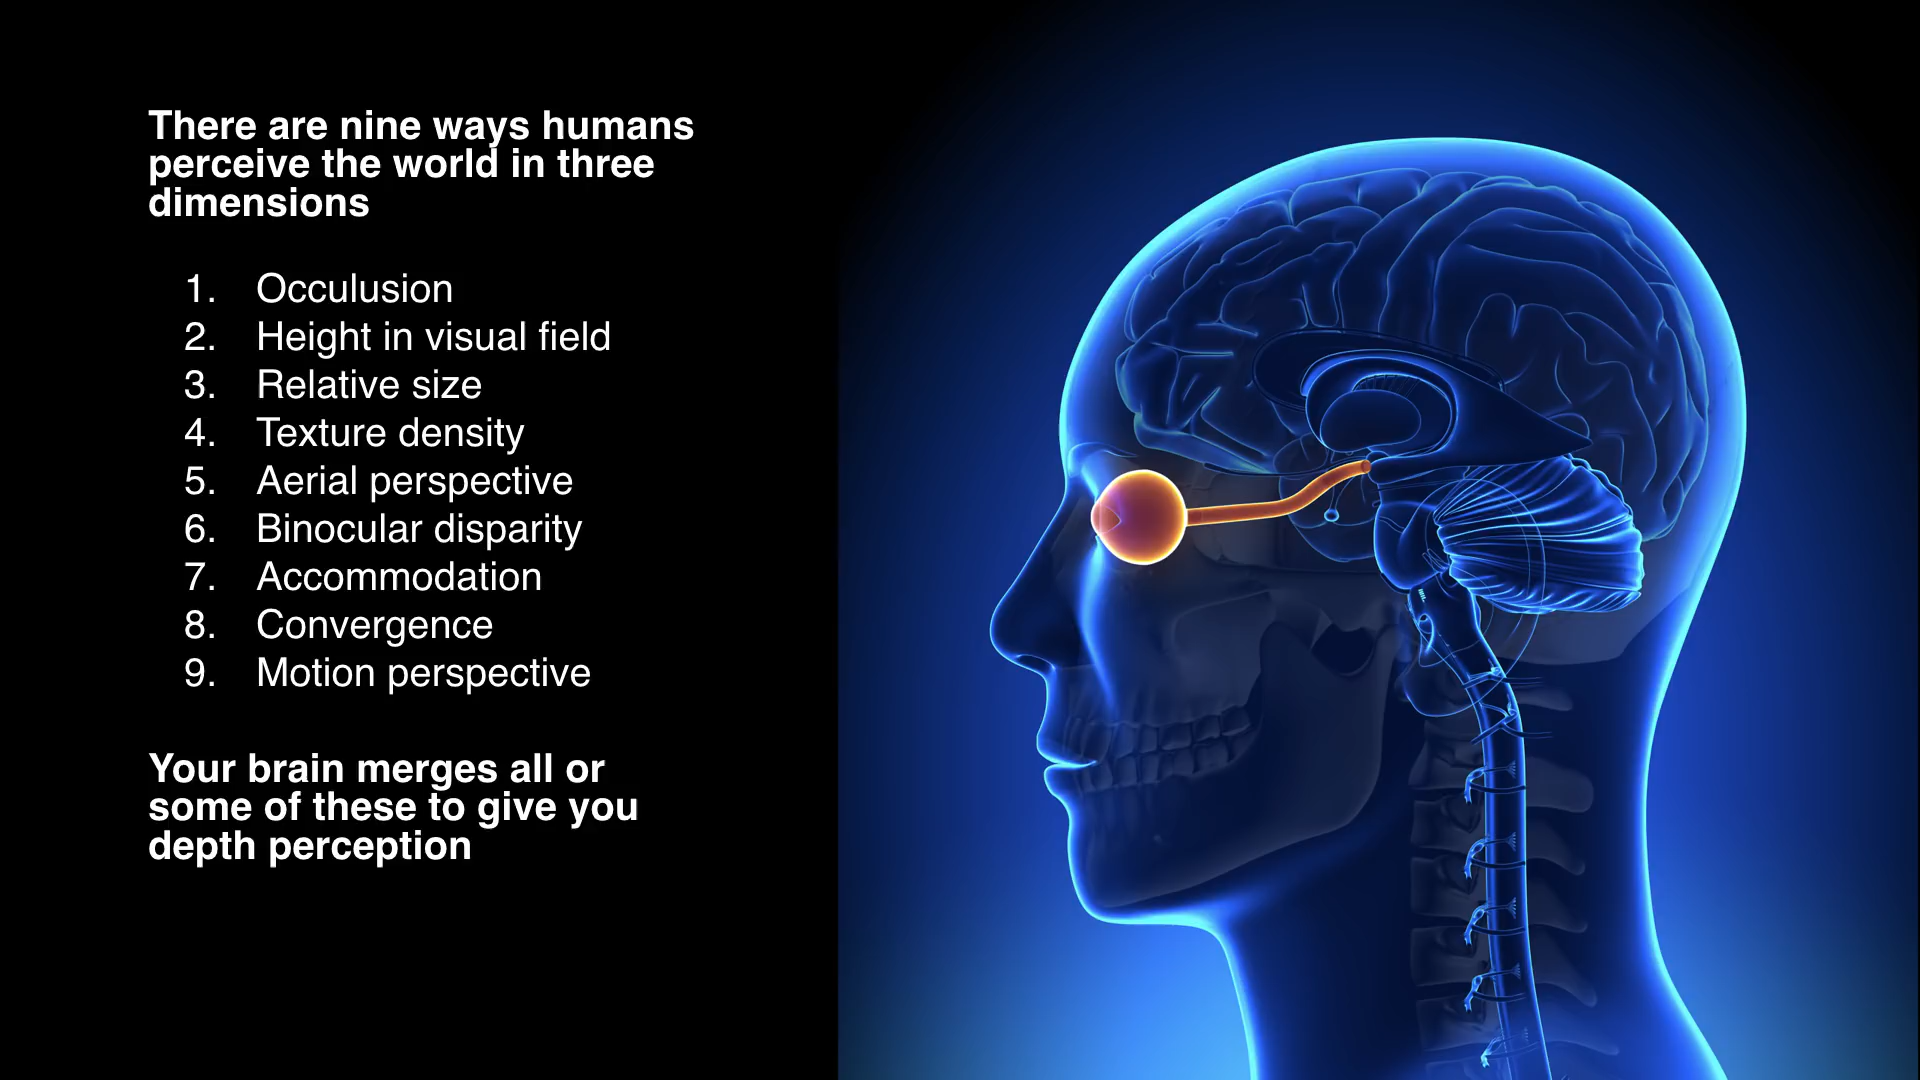 There are nine ways humans
perceive the world in three
dimensions
1. Occulusion
2. Height in visual field
3. Relative size
4. Texture density
5. Aerial perspective
6. Binocular disparity
7. Accommodation
8. Convergence
9. Motion perspective
Your brain merges all or
some of these to give you
depth perception